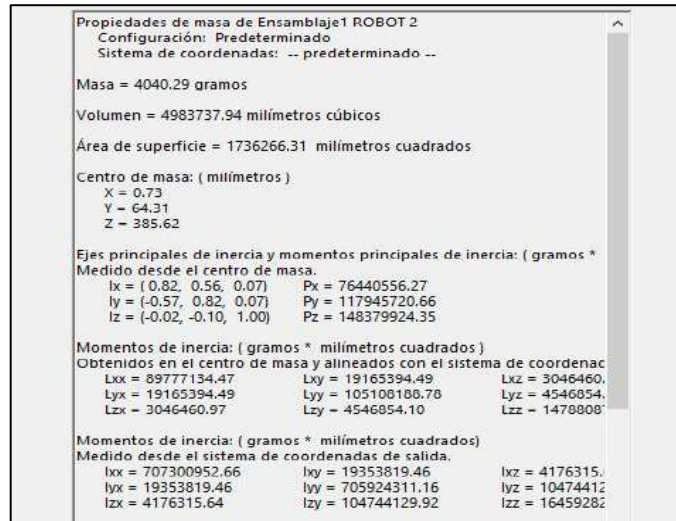 Propiedades de masa de Ensamblaje1 ROBOT 2
Configuración: Predeterminado
Sistema de coordenadas: -- predeterminado --
Masa = 4040.29 gramos
Volumen = 4983737.94 milímetros cúbicos
Área de superficie = 1736266.31 milímetros cuadrados
Centro de masa: ( milímetros )
X = 0.73
Y = 64.31
Z = 385.62
Ejes principales de inercia y momentos principales de inercia: ( gramos *
Medido desde el centro de masa.
Ix = ( 0.82, 0.56, 0.07) Px = 76440556.27
Iy = (-0.57, 0.82, 0.07) Py = 117945720.66
Iz = (-0.02, -0.10, 1.00) Pz = 148379924.35
Momentos de inercia: ( gramos * milímetros cuadrados )
Obtenidos en el centro de masa y alineados con el sistema de coordenac
Lxx = 89777134.47 Lxy = 19165394.49 Lxz = 3046460.
Lyx = 19165394.49 Lyy = 105108188.78 Lyz = 4546854.
Lzx = 3046460.97 Lzy = 4546854.10 Lzz = 14788087
Momentos de inercia: ( gramos * milímetros cuadrados)
Medido desde el sistema de coordenadas de salida.
Ixx = 707300952.66 Ixy = 19353819.46 Ixz = 4176315.
Iyx = 19353819.46 Iyy = 705924311.16 Iyz = 10474412
Izx = 4176315.64 Izy = 104744129.92 Izz = 16459282